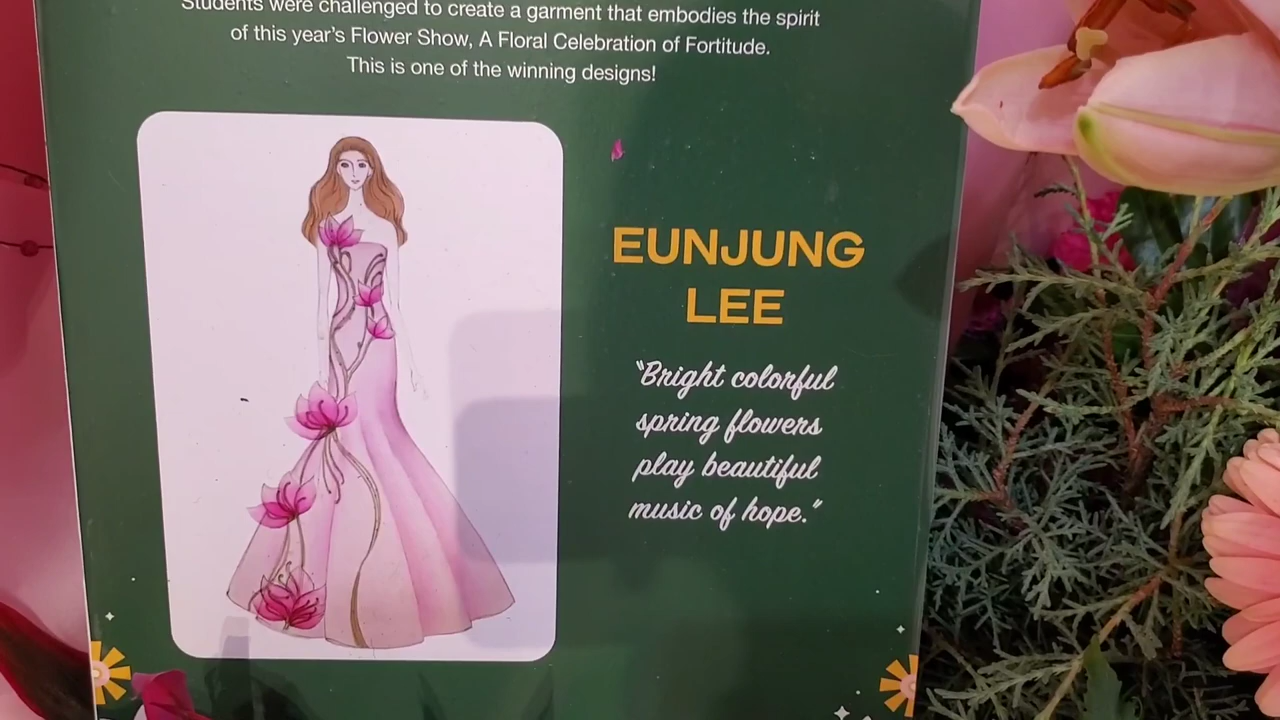 Students were challenged to create a garment that embodies the spirit
of this year's Flower Show, A Floral Celebration of Fortitude.
This is one of the winning designs!
EUNJUNG
LEE
"Bright colorful
spring flowers
play beautiful
music of hope."